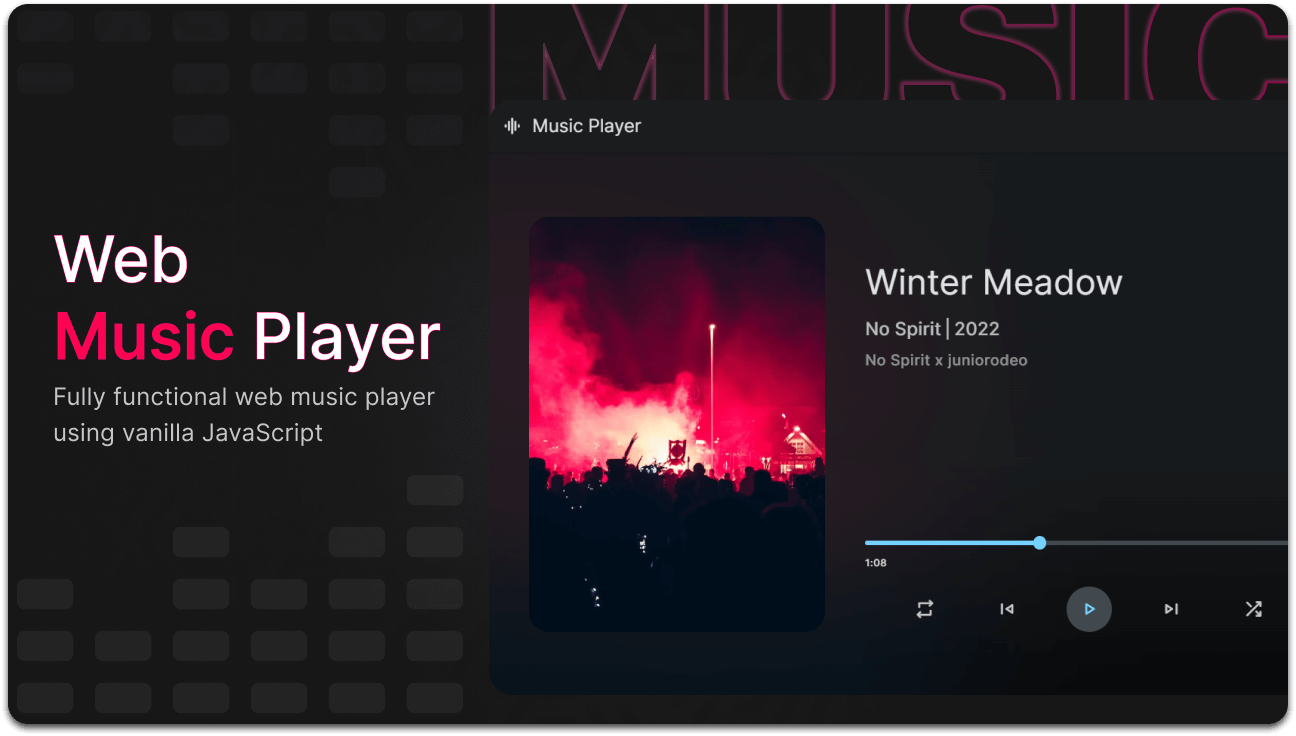 MUSIC
Music Player
Web
Music Player
Fully functional web music player
using vanilla JavaScript
Winter Meadow
No Spirit | 2022
No Spirit x juniorodeo
1:08